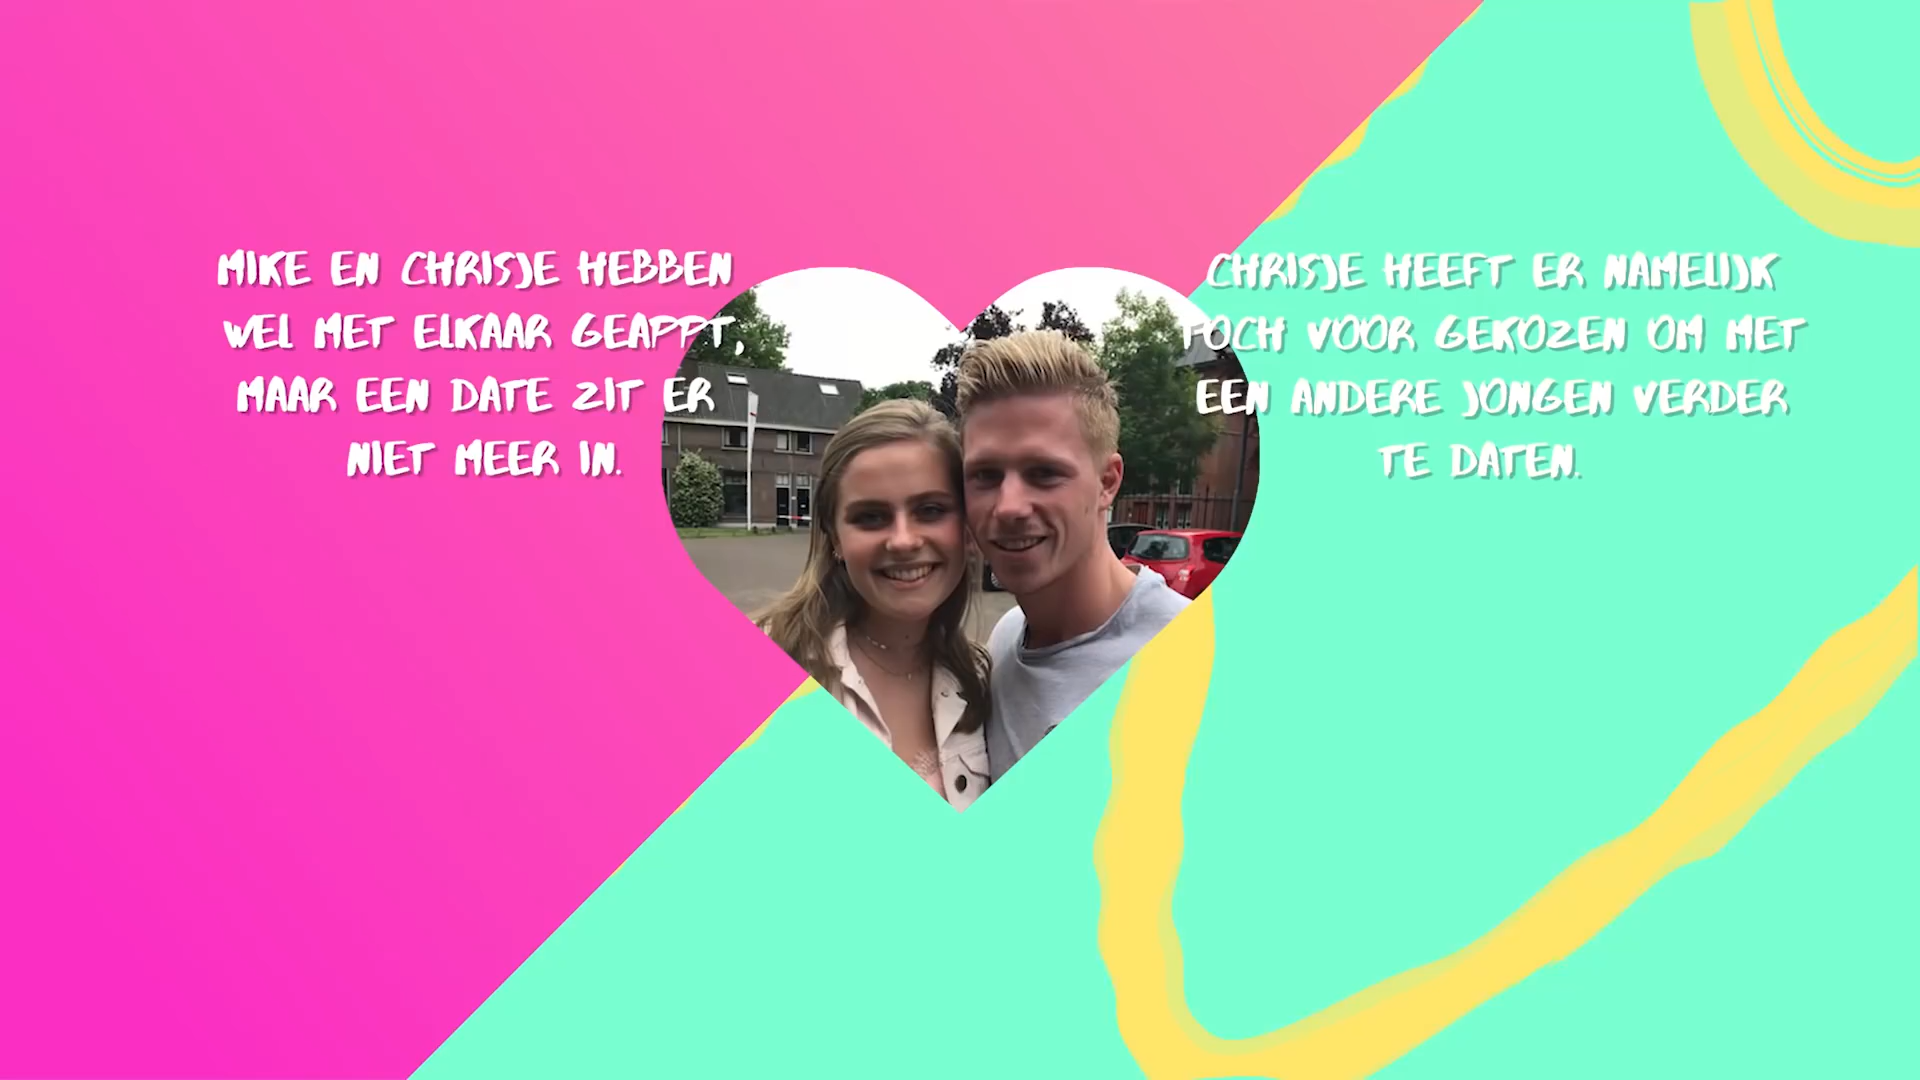 MIKE EN CHRISJE HEBBEN
WEL MET ELKAAR GEAPPT,
MAAR EEN DATE ZIT ER
NIET MEER IN.
CHRISJE HEEFT ER NAMELIJK
TOCH VOOR GEKOZEN OM MET
EEN ANDERE JONGEN VERDER
TE DATEN.